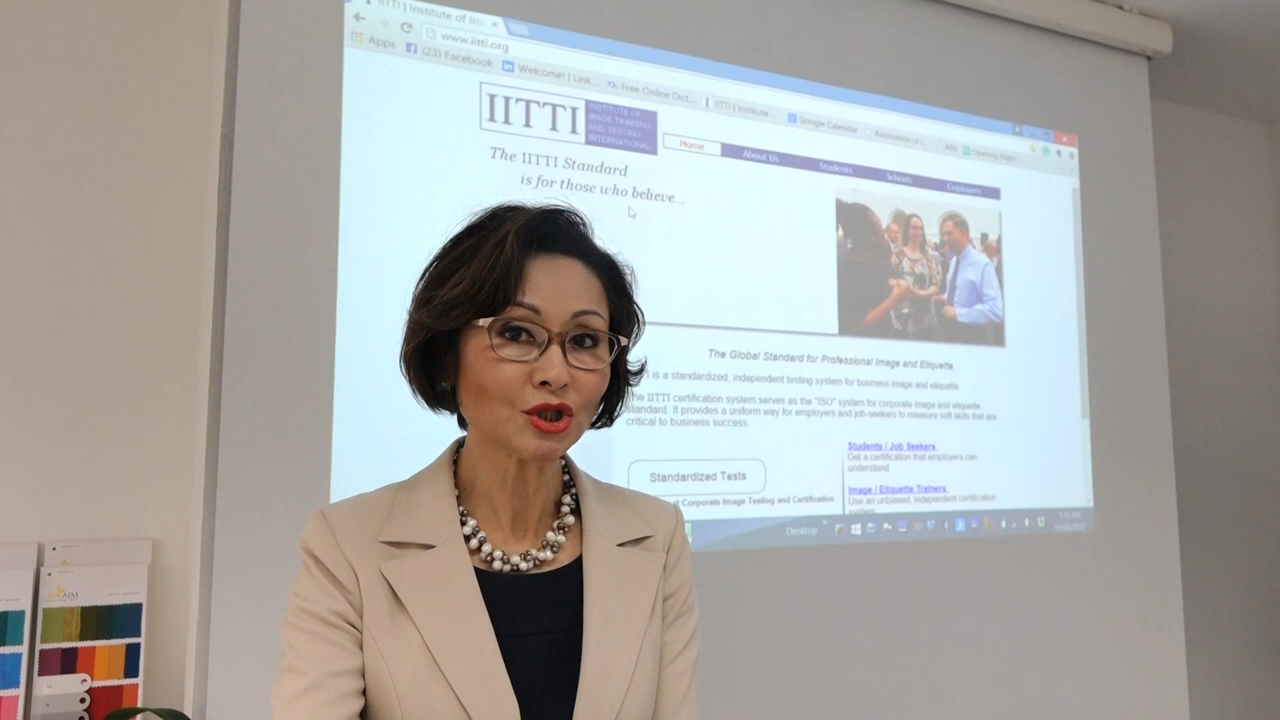 IITTI | Institute of Im
www.iitti.org
Apps
(23) Facebook
Welcome! | Link...
Free Online Dict...
IITTI | Institute ...
Google Calendar
Association of I...
Opening Night...
IITTI
INSTITUTE OF
IMAGE TRAINING
AND TESTING
INTERNATIONAL
Home
About Us
Students
Schools
Employers
The IITTI Standard
is for those who believe...
The Global Standard for Professional Image and Etiquette
I is a standardized, independent testing system for business image and etiquette.
The IITTI certification system serves as the "ISO" system for corporate image and etiquette
standard. It provides a uniform way for employers and job-seekers to measure soft skills that are
critical to business success
Standardized Tests
of Corporate Image Testing and Certification
Students / Job Seekers
Get a certification that employers can
understand
Image / Etiquette Trainers
Use an unbiased, independent certification
system
Desktop
AIM